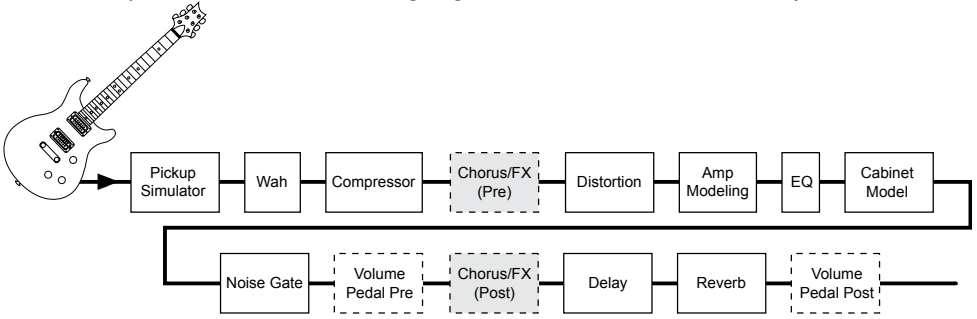 Pickup
Simulator
Wah
Compressor
Chorus/FX
(Pre)
Distortion
Amp
Modeling
EQ
Cabinet
Model
Noise Gate
Volume
Pedal Pre
Chorus/FX
(Post)
Delay
Reverb
Volume
Pedal Post